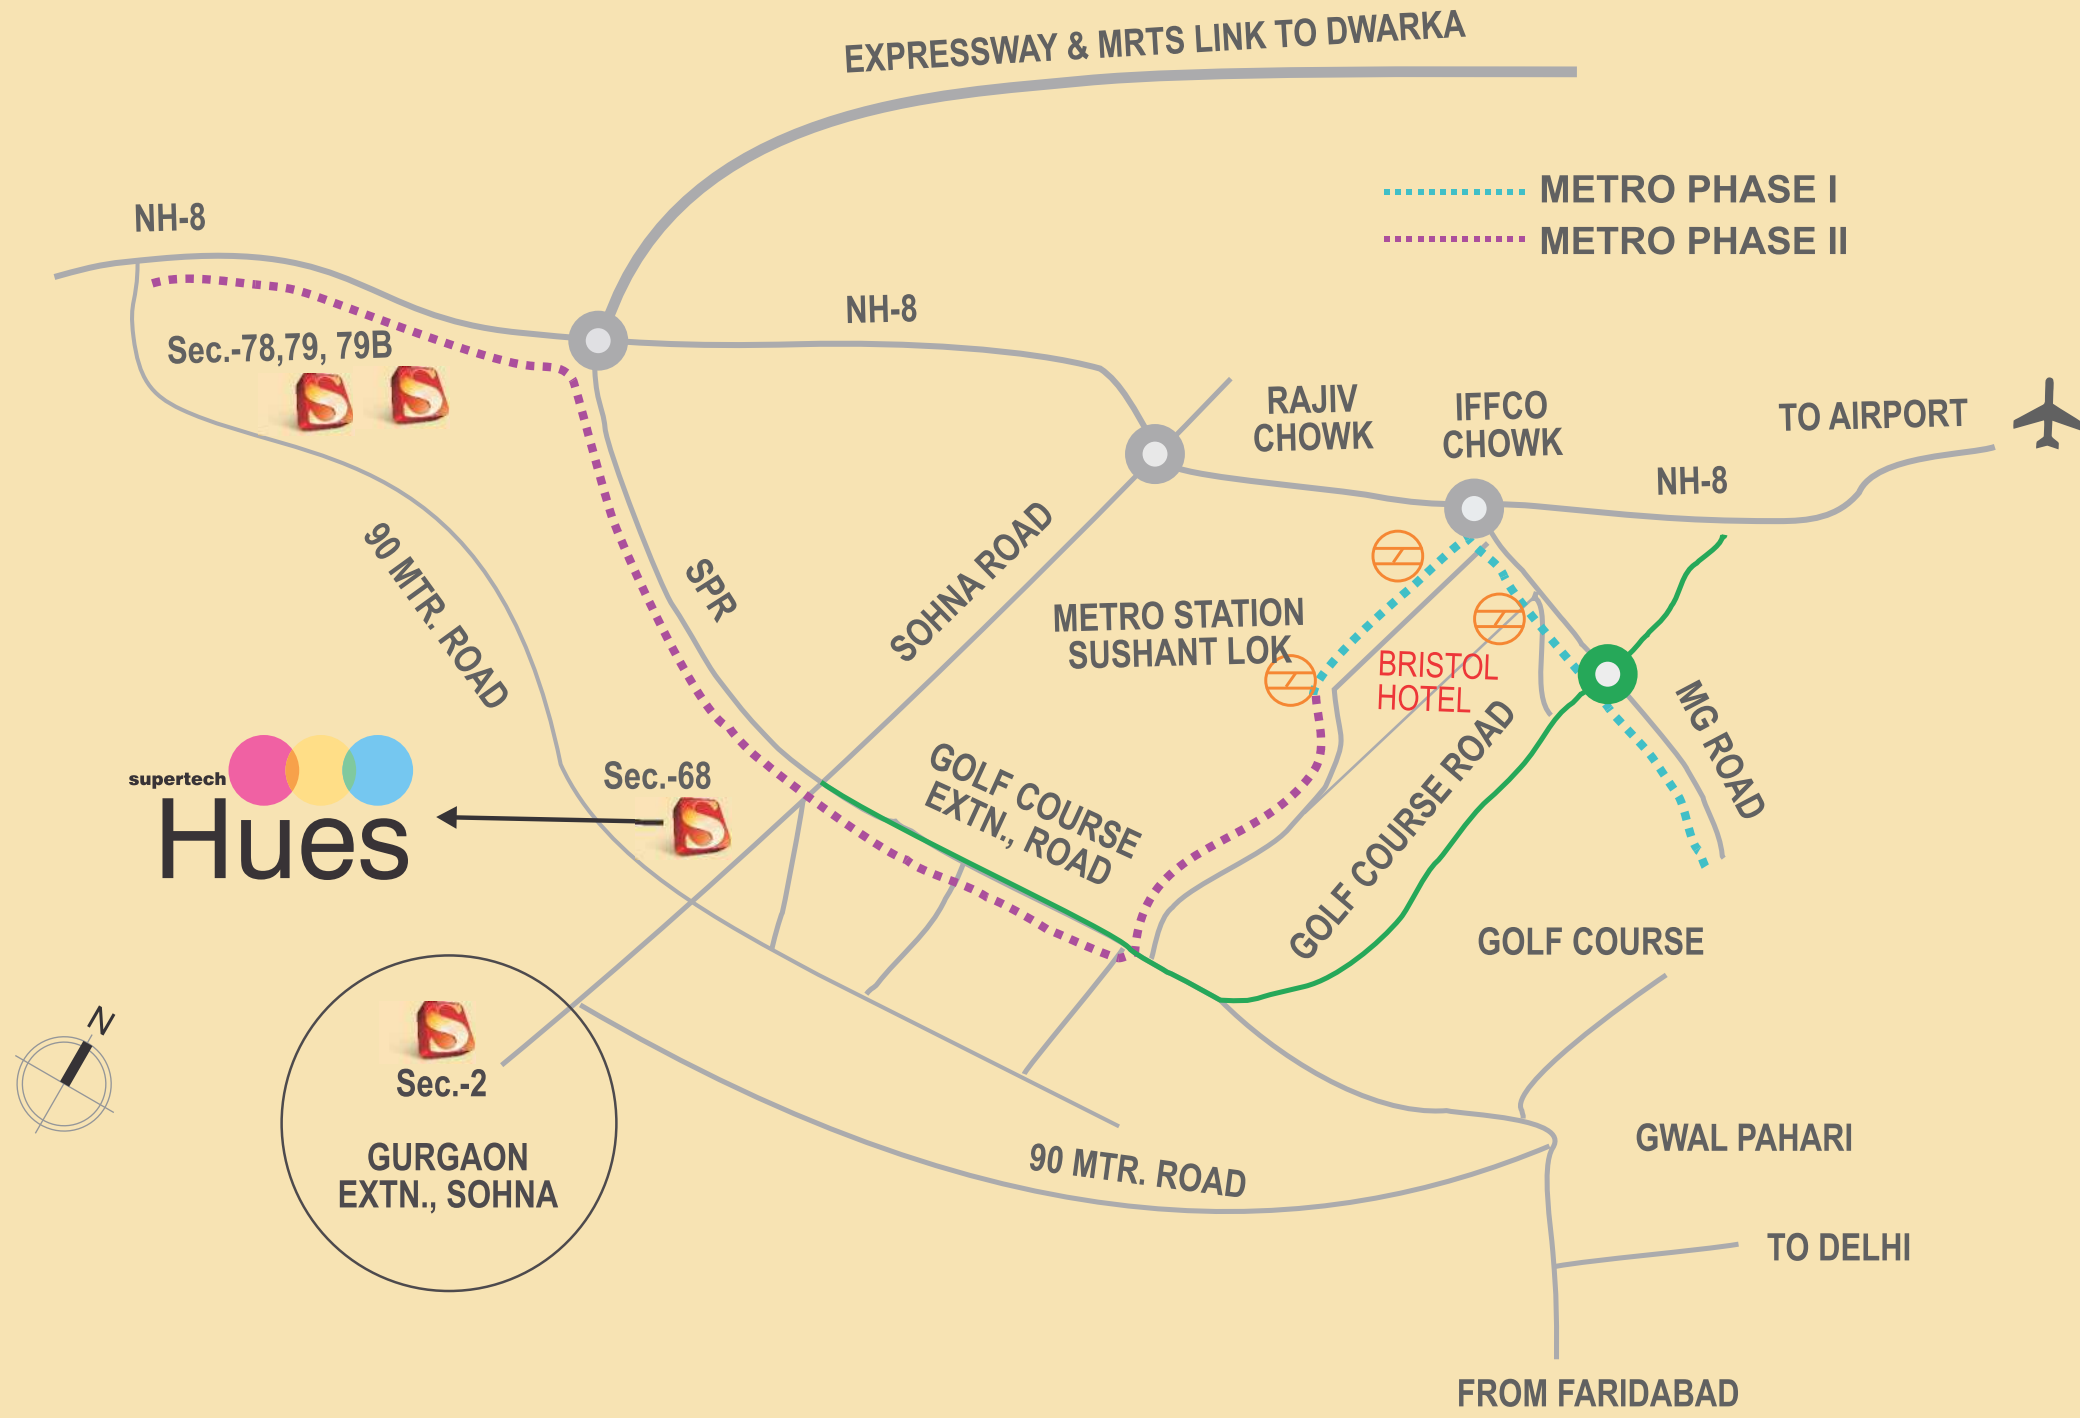 EXPRESSWAY & MRTS LINK TO DWARKA
METRO PHASE I
METRO PHASE II
NH-8
NH-8
Sec.-78,79, 79B
S
S
RAJIV
CHOWK
IFFCO
CHOWK
TO AIRPORT
NH-8
90 MTR. ROAD
SPR
SOHNA ROAD
METRO STATION
SUSHANT LOK
BRISTOL
HOTEL
MG ROAD
GOLF COURSE ROAD
GOLF COURSE
EXTN., ROAD
supertech
Hues
Sec.-68
S
GOLF COURSE
N
S
Sec.-2
GURGAON
EXTN., SOHNA
90 MTR. ROAD
GWAL PAHARI
TO DELHI
FROM FARIDABAD